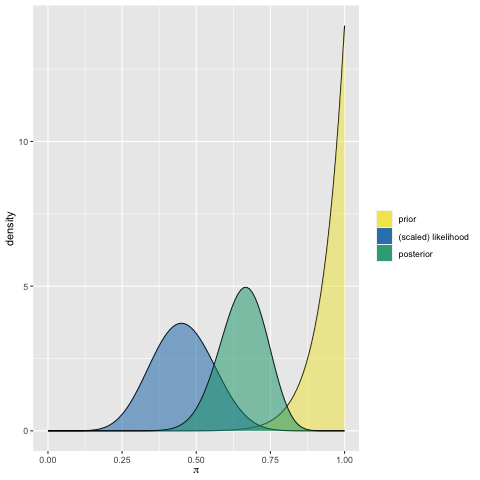 10
5
0
density
0.00 0.25 0.50 0.75 1.00
π
prior
(scaled) likelihood
posterior